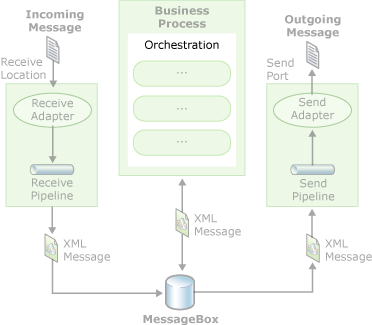 Incoming
Message
Receive
Location
Receive
Adapter
Receive
Pipeline
XML
Message
Business
Process
Orchestration
...
...
...
XML
Message
MessageBox
Outgoing
Message
Send
Port
Send
Adapter
Send
Pipeline
XML
Message